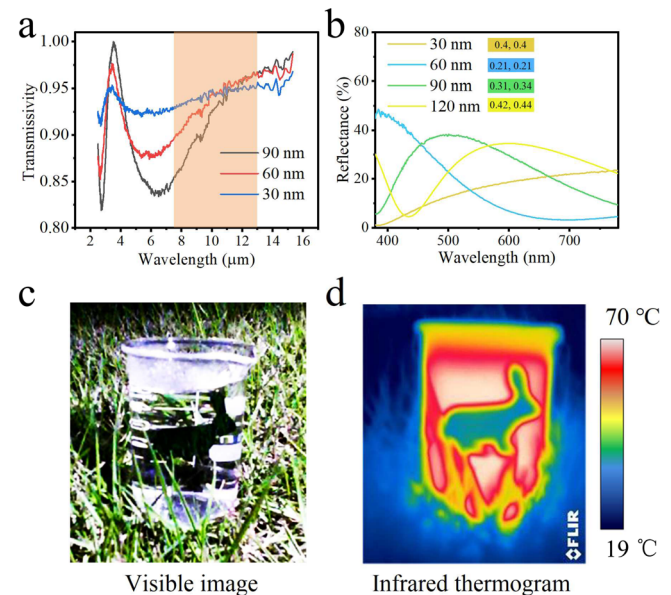 a
1.00
0.95
0.90
0.85
0.80
Transmissivity
90 nm
60 nm
30 nm
2 4 6 8 10 12 14 16
Wavelength (μm)
b
80
60
40
20
0
Reflectance (%)
30 nm 0.4, 0.4
60 nm 0.21, 0.21
90 nm 0.31, 0.34
120 nm 0.42, 0.44
400 500 600 700
Wavelength (nm)
c
Visible image
d
70 ℃
19 ℃
FLIR
Infrared thermogram